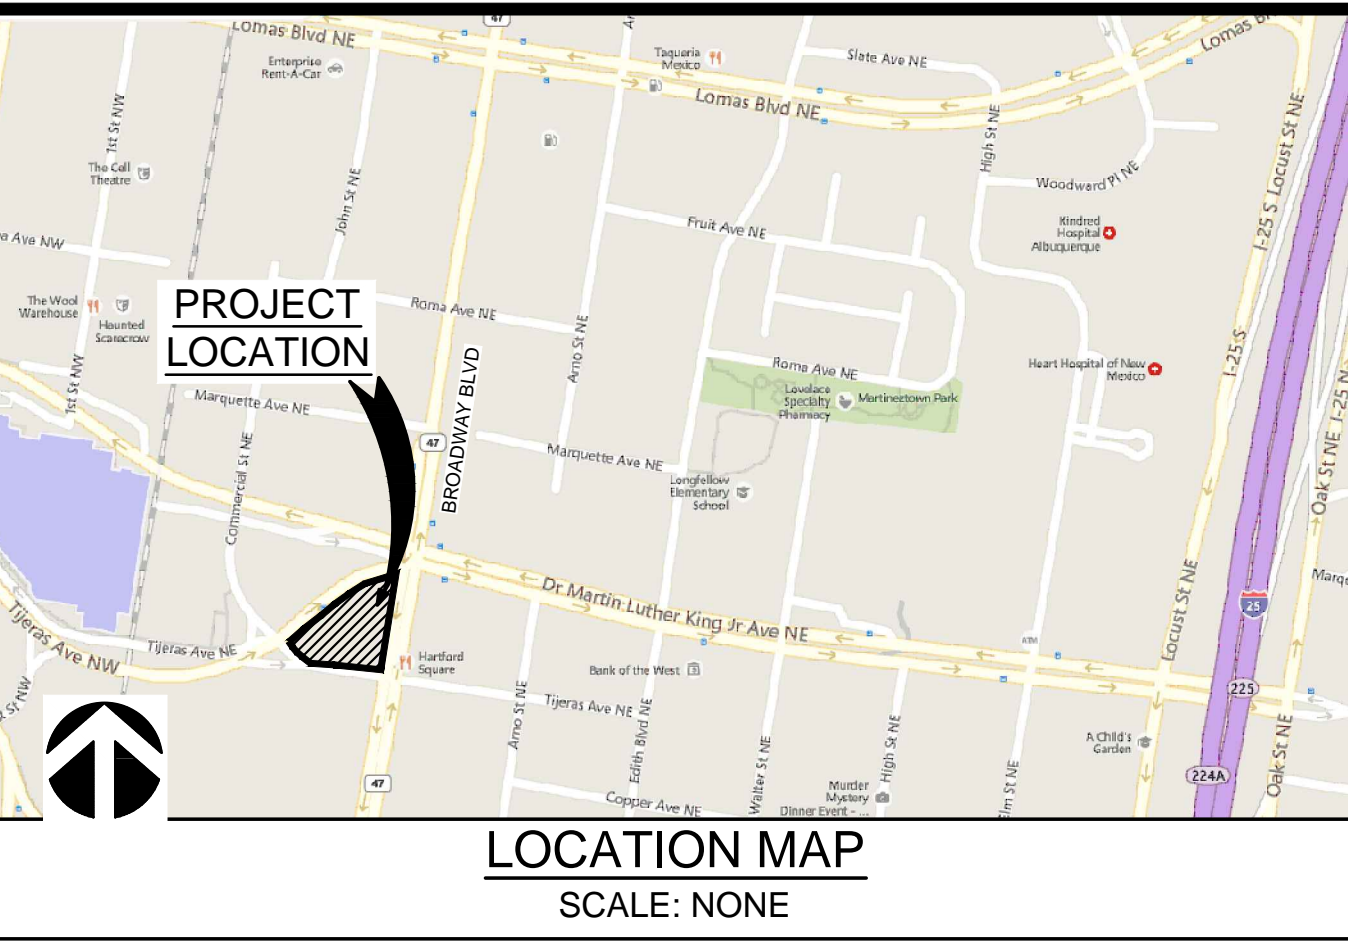 47
Lomas Blvd NE
Lomas
Enterprise
Rent-A-Car
Taqueria
Mexico
Slate Ave NE
Lomas Blvd NE
1st St NW
John St NE
High St NE
The Cell
Theatre
Woodward Pl NE
I-25 S Locust St NE
Fruit Ave NE
Kindred
Hospital
Albuquerque
a Ave NW
The Wool
Warehouse
Haunted
Scarecrow
PROJECT
LOCATION
Roma Ave NE
Arno St NE
BROADWAY BLVD
1st St NW
Roma Ave NE
Heart Hospital of New
Mexico
I-25 S
I-25 N
Lovelace
Specialty
Pharmacy
Martineztown Park
Marquette Ave NE
47
Marquette Ave NE
Commercial St NE
Longfellow
Elementary
School
Oak St NE
Dr Martin Luther King Jr Ave NE
Marq
25
Locust St NE
Tijeras Ave NW
Tijeras Ave NE
Hartford
Square
Bank of the West
ATM
St NW
Arno St NE
Tijeras Ave NE
Edith Blvd NE
Walter St NE
High St NE
Elm St NE
225
A Child's
Garden
Oak St NE
224A
47
Copper Ave NE
Murder
Mystery
Dinner Event - ...
LOCATION MAP
SCALE: NONE